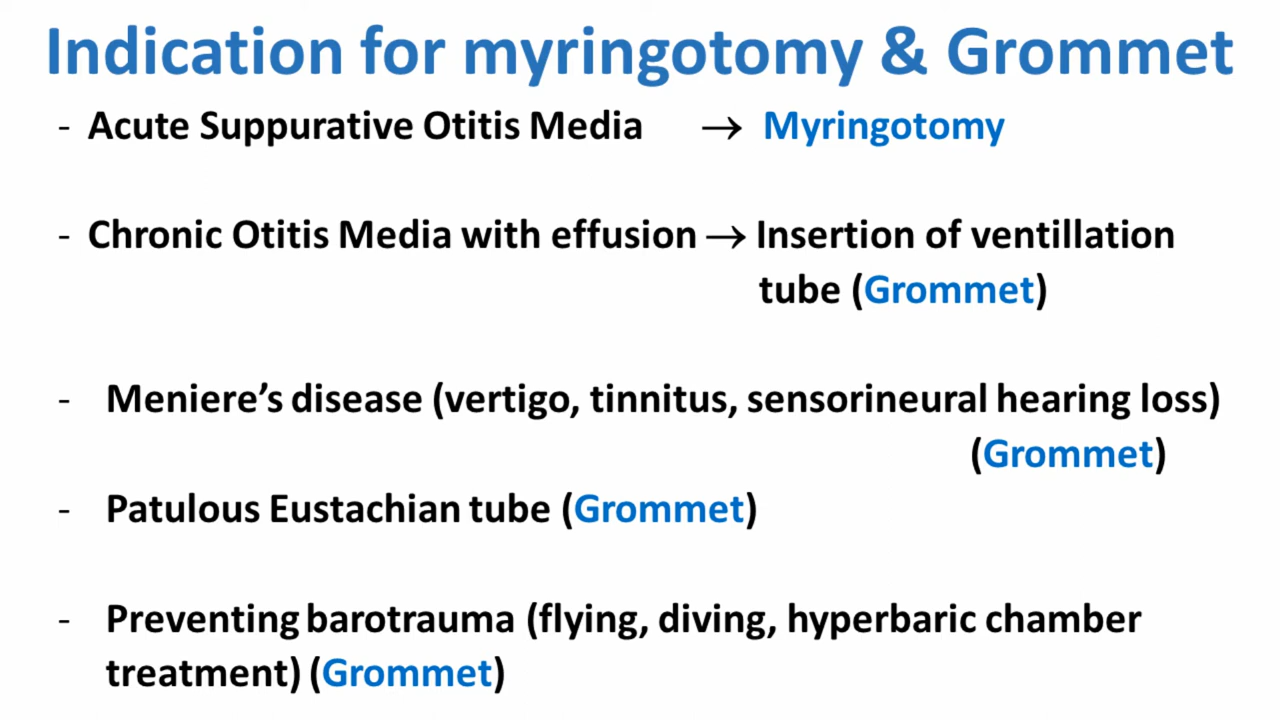 Indication for myringotomy & Grommet
- Acute Suppurative Otitis Media → Myringotomy
- Chronic Otitis Media with effusion → Insertion of ventillation
tube (Grommet)
- Meniere’s disease (vertigo, tinnitus, sensorineural hearing loss)
(Grommet)
- Patulous Eustachian tube (Grommet)
- Preventing barotrauma (flying, diving, hyperbaric chamber
treatment) (Grommet)